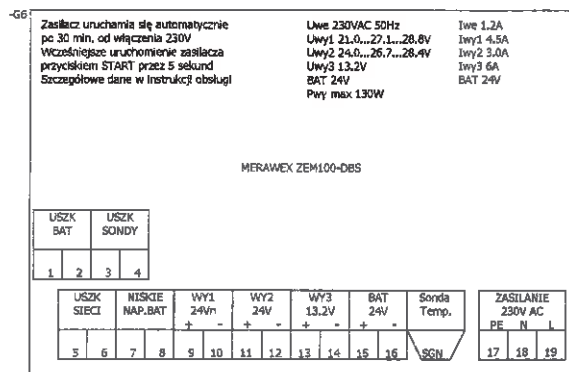 -G6
Zasilacz uruchamia się automatycznie
po 30 min. od włączenia 230V
Wcześniejsze uruchomienie zasilacza
przyciskiem START przez 5 sekund
Szczegółowe dane w Instrukcji obsługi
Uwe 230VAC 50Hz
Uwy1 21.0...27.1...28.8V
Uwy2 24.0...26.7...28.4V
Uwy3 13.2V
BAT 24V
Pwy max 130W
Iwe 1.2A
Iwy1 4.5A
Iwy2 3.0A
Iwy3 6A
BAT 24V
MERAWEX ZEM100-DBS
USZK BAT
USZK SONDY
1 2 3 4
USZK SIECI
NISKIE NAP.BAT
WY1 24Vn
WY2 24V
WY3 13.2V
BAT 24V
Sonda Temp.
ZASILANIE 230V AC
+ - + - + - + - PE N L
5 6 7 8 9 10 11 12 13 14 15 16 SGN 17 18 19